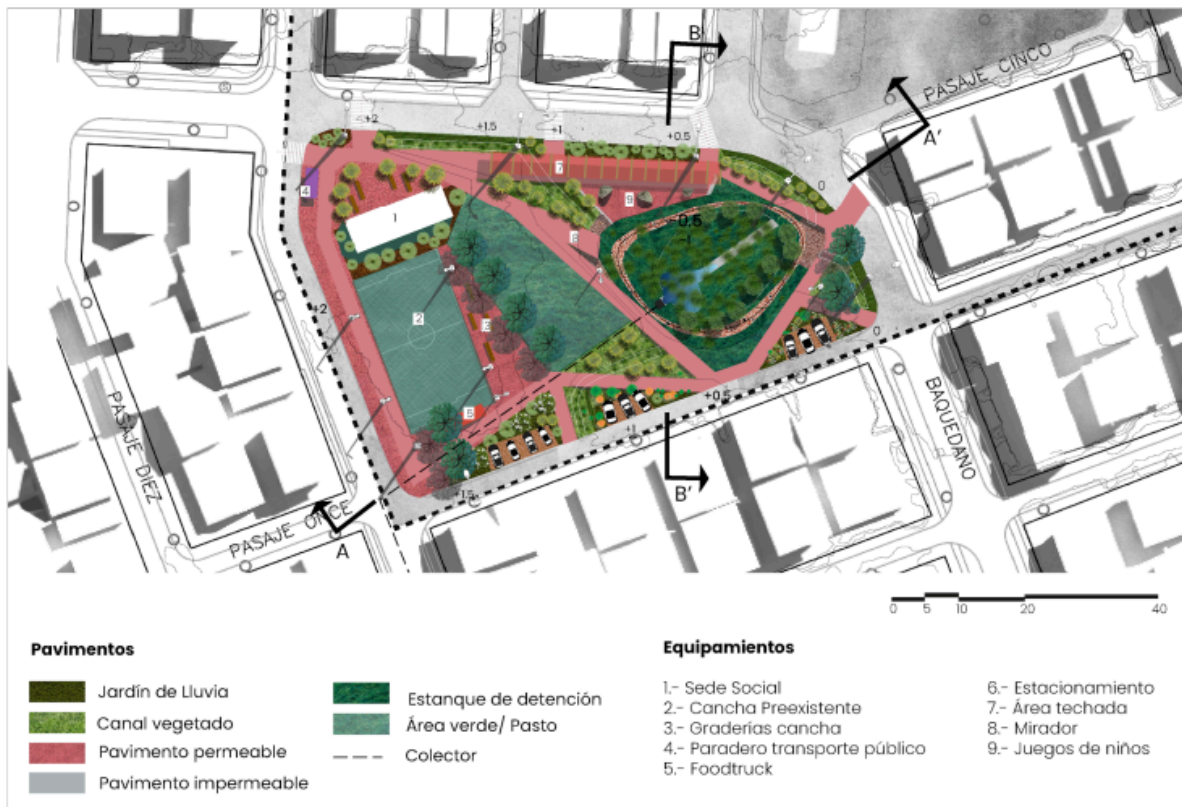 B
PASAJE CINCO
A'
+2
+1.5
+1
+0.5
0
4
7
9
1
-0.5
-1
8
2
3
+2
5
0
+0.5
+1
+1.5
BAQUEDANO
PASAJE DIEZ
PASAJE ONCE
A
B'
0 5 10 20 40
Pavimentos
Jardín de Lluvia
Canal vegetado
Pavimento permeable
Pavimento impermeable
Estanque de detención
Área verde/ Pasto
Colector
Equipamientos
1.- Sede Social
2.- Cancha Preexistente
3.- Graderías cancha
4.- Paradero transporte público
5.- Foodtruck
6.- Estacionamiento
7.- Área techada
8.- Mirador
9.- Juegos de niños